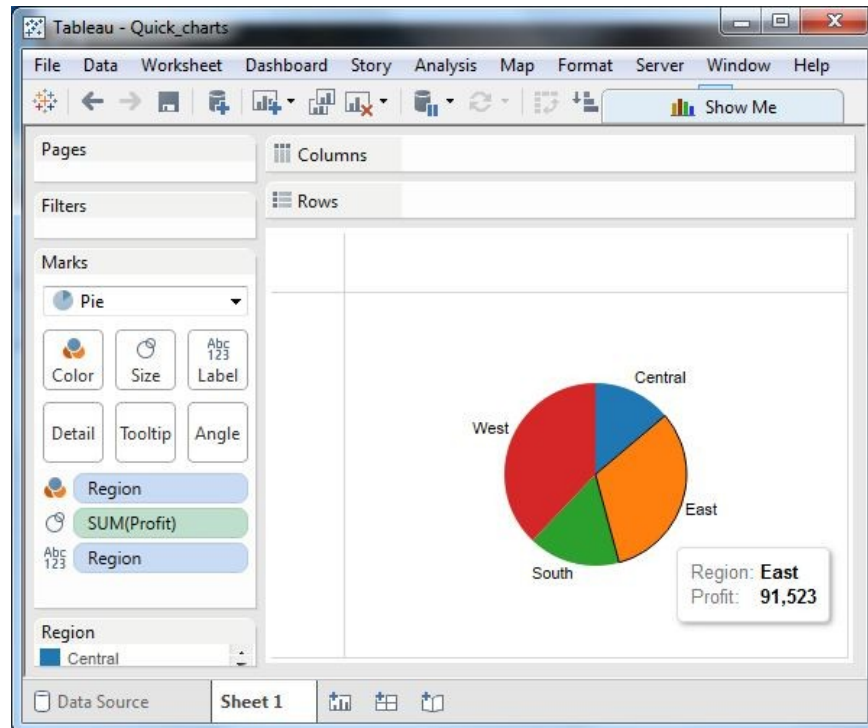 Tableau - Quick_charts
File Data Worksheet Dashboard Story Analysis Map Format Server Window Help
Show Me
Pages
Columns
Filters
Rows
Marks
Pie
Abc
123
Color Size Label
Detail Tooltip Angle
Region
SUM(Profit)
Abc
123
Region
Region
Central
Central
West
East
South
Region: East
Profit: 91,523
Data Source Sheet 1